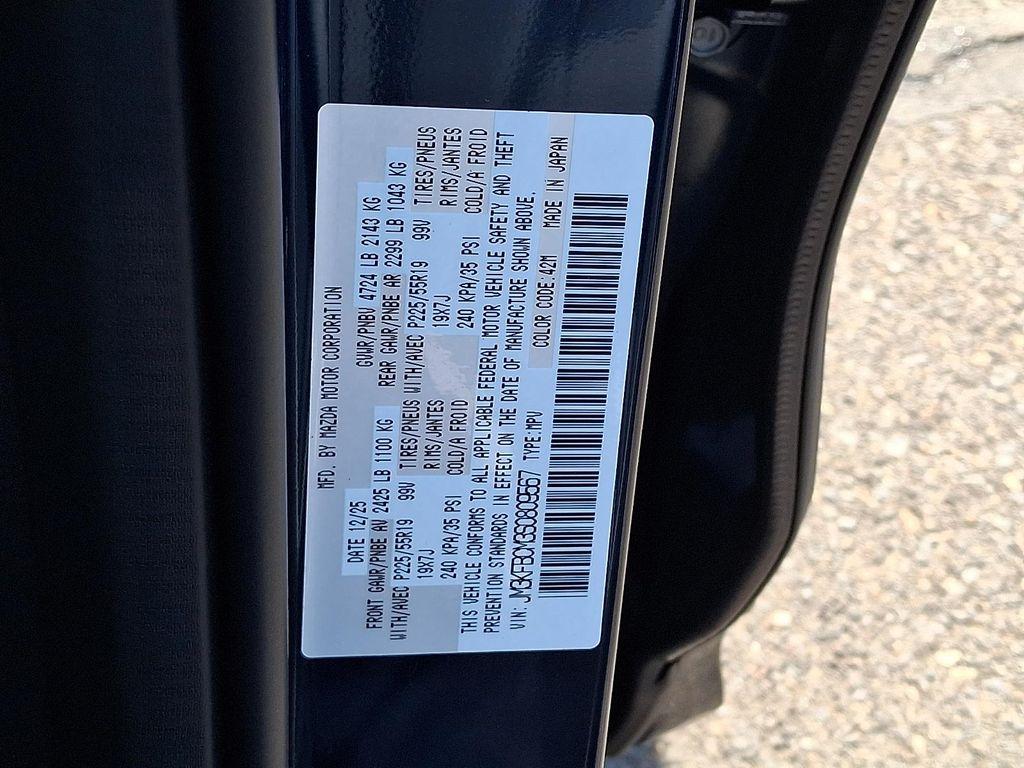 MFD. BY MAZDA MOTOR CORPORATION
DATE 12/25 GVWR/PNBV 4724 LB 2143 KG
FRONT GAWR/PNBE AV 2425 LB 1100 KG REAR GAWR/PNBE AR 2299 LB 1043 KG
WITH/AVEC P225/55R19 99V TIRES/PNEUS WITH/AVEC P225/55R19 99V TIRES/PNEUS
19X7J RIMS/JANTES 19X7J RIMS/JANTES
240 KPA/35 PSI COLD/A FROID 240 KPA/35 PSI COLD/A FROID
THIS VEHICLE CONFORMS TO ALL APPLICABLE FEDERAL MOTOR VEHICLE SAFETY AND THEFT
PREVENTION STANDARDS IN EFFECT ON THE DATE OF MANUFACTURE SHOWN ABOVE.
VIN: JM3KFBCY3S0809667 TYPE:MPV COLOR CODE:42M MADE IN JAPAN